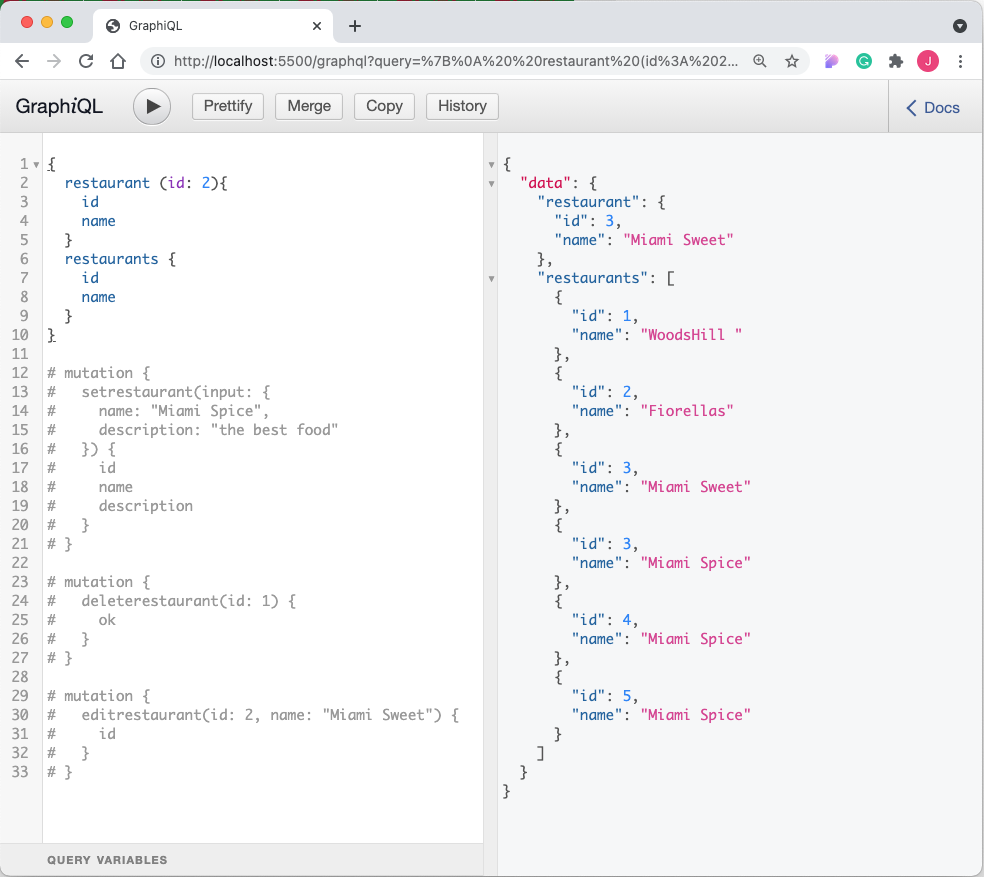 GraphiQL
http://localhost:5500/graphql?query=%7B%0A%20%20restaurant%20(id%3A%202...
J
GraphiQL
Prettify
Merge
Copy
History
Docs
1 {
2   restaurant (id: 2){
3     id
4     name
5   }
6   restaurants {
7     id
8     name
9   }
10 }
11
12 # mutation {
13 #   setrestaurant(input: {
14 #     name: "Miami Spice",
15 #     description: "the best food"
16 #   }) {
17 #     id
18 #     name
19 #     description
20 #   }
21 # }
22
23 # mutation {
24 #   deleterestaurant(id: 1) {
25 #     ok
26 #   }
27 # }
28
29 # mutation {
30 #   editrestaurant(id: 2, name: "Miami Sweet") {
31 #     id
32 #   }
33 # }
QUERY VARIABLES
{
  "data": {
    "restaurant": {
      "id": 3,
      "name": "Miami Sweet"
    },
    "restaurants": [
      {
        "id": 1,
        "name": "WoodsHill "
      },
      {
        "id": 2,
        "name": "Fiorellas"
      },
      {
        "id": 3,
        "name": "Miami Sweet"
      },
      {
        "id": 3,
        "name": "Miami Spice"
      },
      {
        "id": 4,
        "name": "Miami Spice"
      },
      {
        "id": 5,
        "name": "Miami Spice"
      }
    ]
  }
}